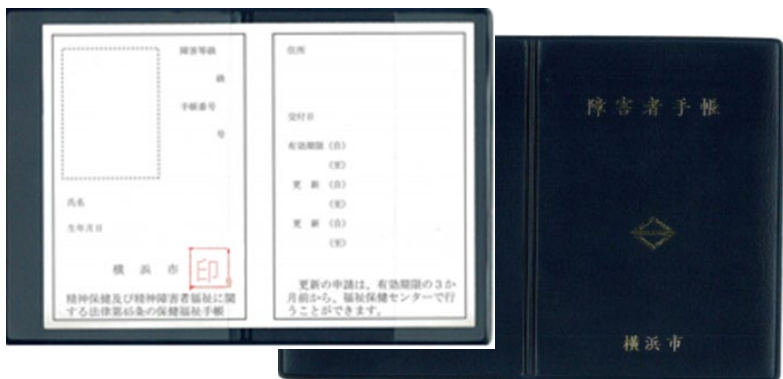 障害等級
級
手帳番号
号
氏名
生年月日
横浜市
印
精神保健及び精神障害者福祉に関
する法律第45条の保健福祉手帳
住所
交付日
有効期限(自)
(至)
更新(自)
(至)
更新(自)
(至)
更新の申請は、有効期限の3か
月前から、福祉保健センターで行
うことができます。
障害者手帳
横浜市